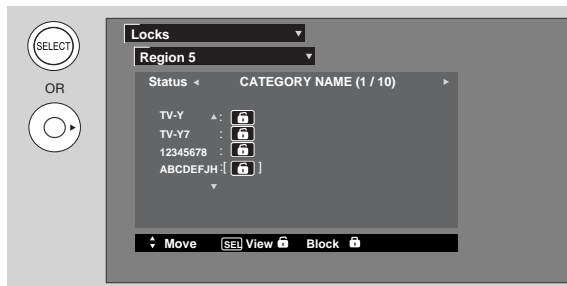 SELECT
OR
Locks ▼
Region 5 ▼
Status ◄ CATEGORY NAME (1 / 10) ►
TV-Y ▲ :
TV-Y7 :
12345678 :
ABCDEFJH :[ ]
▼
Move SEL View Block